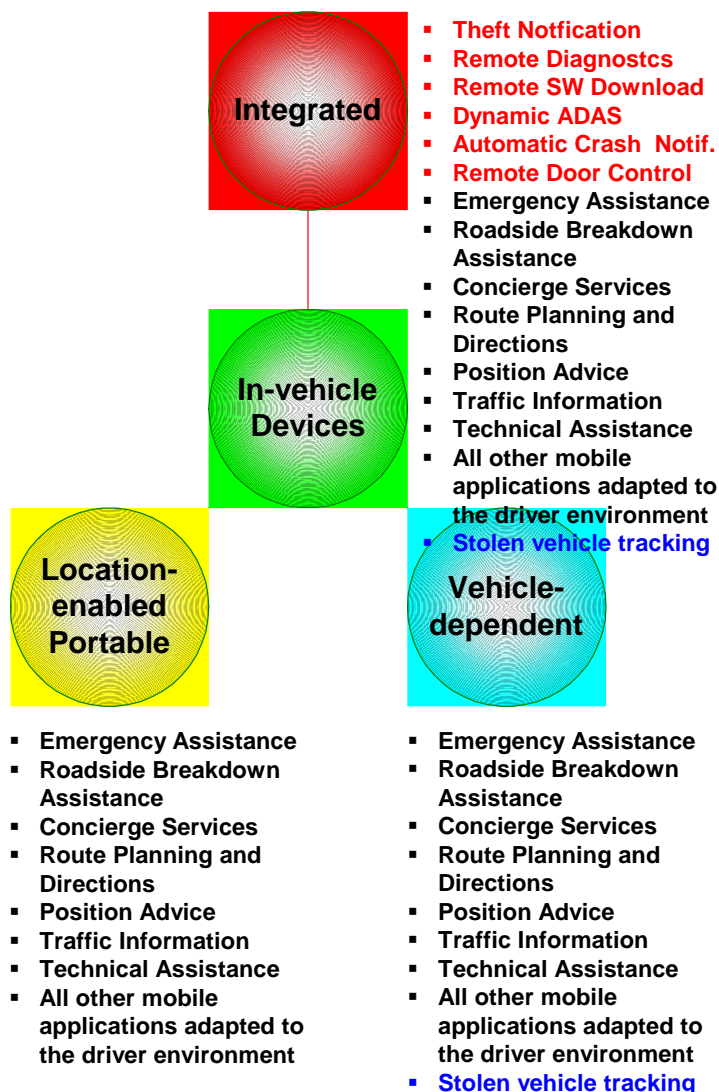 Integrated
▪ Theft Notfication
▪ Remote Diagnostcs
▪ Remote SW Download
▪ Dynamic ADAS
▪ Automatic Crash  Notif.
▪ Remote Door Control
▪ Emergency Assistance
▪ Roadside Breakdown
Assistance
▪ Concierge Services
▪ Route Planning and
Directions
▪ Position Advice
▪ Traffic Information
▪ Technical Assistance
▪ All other mobile
applications adapted to
the driver environment
▪ Stolen vehicle tracking
In-vehicle
Devices
Location-
enabled
Portable
Vehicle-
dependent
▪ Emergency Assistance
▪ Roadside Breakdown
Assistance
▪ Concierge Services
▪ Route Planning and
Directions
▪ Position Advice
▪ Traffic Information
▪ Technical Assistance
▪ All other mobile
applications adapted to
the driver environment
▪ Emergency Assistance
▪ Roadside Breakdown
Assistance
▪ Concierge Services
▪ Route Planning and
Directions
▪ Position Advice
▪ Traffic Information
▪ Technical Assistance
▪ All other mobile
applications adapted to
the driver environment
▪ Stolen vehicle tracking